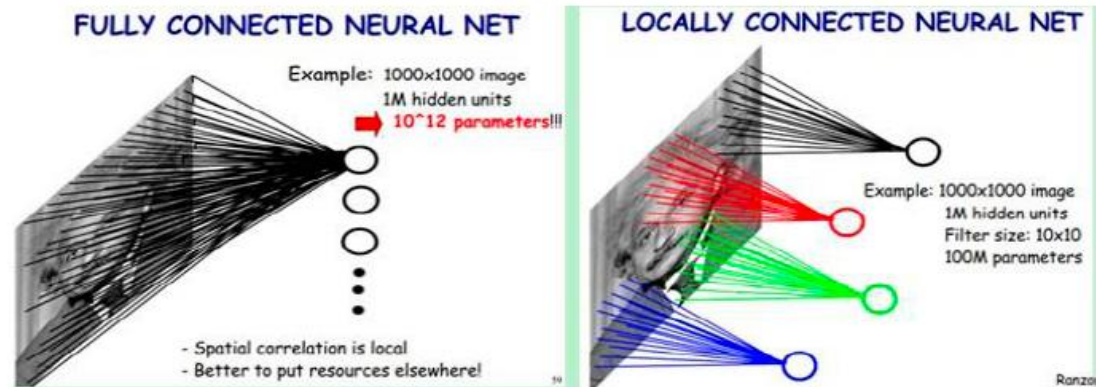 FULLY CONNECTED NEURAL NET
Example: 1000x1000 image
1M hidden units
10^12 parameters!!!
- Spatial correlation is local
- Better to put resources elsewhere!
59
LOCALLY CONNECTED NEURAL NET
Example: 1000x1000 image
1M hidden units
Filter size: 10x10
100M parameters
Ranzo